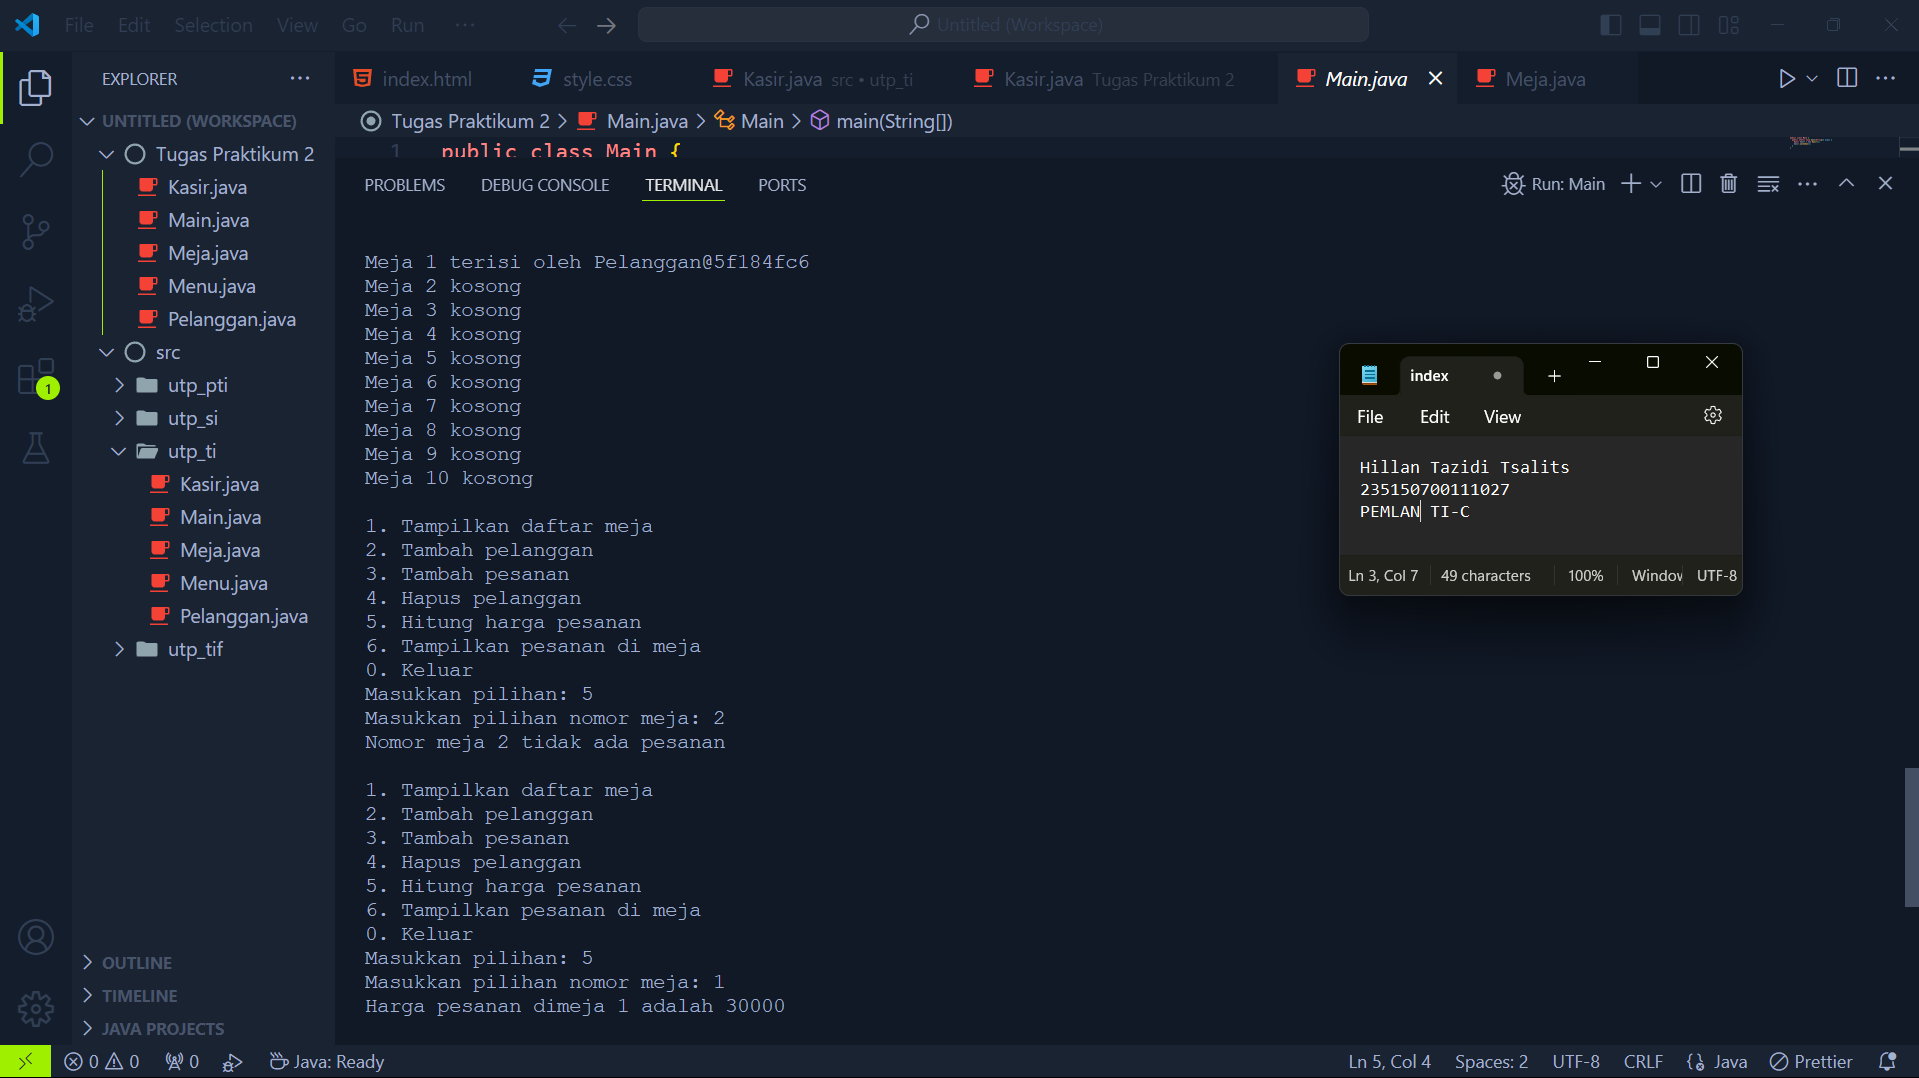 File Edit Selection View Go Run ···
Untitled (Workspace)
EXPLORER
UNTITLED (WORKSPACE)
Tugas Praktikum 2
Kasir.java
Main.java
Meja.java
Menu.java
Pelanggan.java
src
utp_pti
utp_si
utp_ti
Kasir.java
Main.java
Meja.java
Menu.java
Pelanggan.java
utp_tif
OUTLINE
TIMELINE
JAVA PROJECTS
1
index.html style.css Kasir.java src • utp_ti Kasir.java Tugas Praktikum 2 Main.java Meja.java
Tugas Praktikum 2 > Main.java > Main > main(String[])
1 public class Main {
PROBLEMS DEBUG CONSOLE TERMINAL PORTS
Run: Main
Meja 1 terisi oleh Pelanggan@5f184fc6
Meja 2 kosong
Meja 3 kosong
Meja 4 kosong
Meja 5 kosong
Meja 6 kosong
Meja 7 kosong
Meja 8 kosong
Meja 9 kosong
Meja 10 kosong
1. Tampilkan daftar meja
2. Tambah pelanggan
3. Tambah pesanan
4. Hapus pelanggan
5. Hitung harga pesanan
6. Tampilkan pesanan di meja
0. Keluar
Masukkan pilihan: 5
Masukkan pilihan nomor meja: 2
Nomor meja 2 tidak ada pesanan
1. Tampilkan daftar meja
2. Tambah pelanggan
3. Tambah pesanan
4. Hapus pelanggan
5. Hitung harga pesanan
6. Tampilkan pesanan di meja
0. Keluar
Masukkan pilihan: 5
Masukkan pilihan nomor meja: 1
Harga pesanan dimeja 1 adalah 30000
index
File Edit View
Hillan Tazidi Tsalits
235150700111027
PEMLAN TI-C
Ln 3, Col 7 49 characters 100% Window UTF-8
0 0 0 Java: Ready
Ln 5, Col 4 Spaces: 2 UTF-8 CRLF Java Prettier